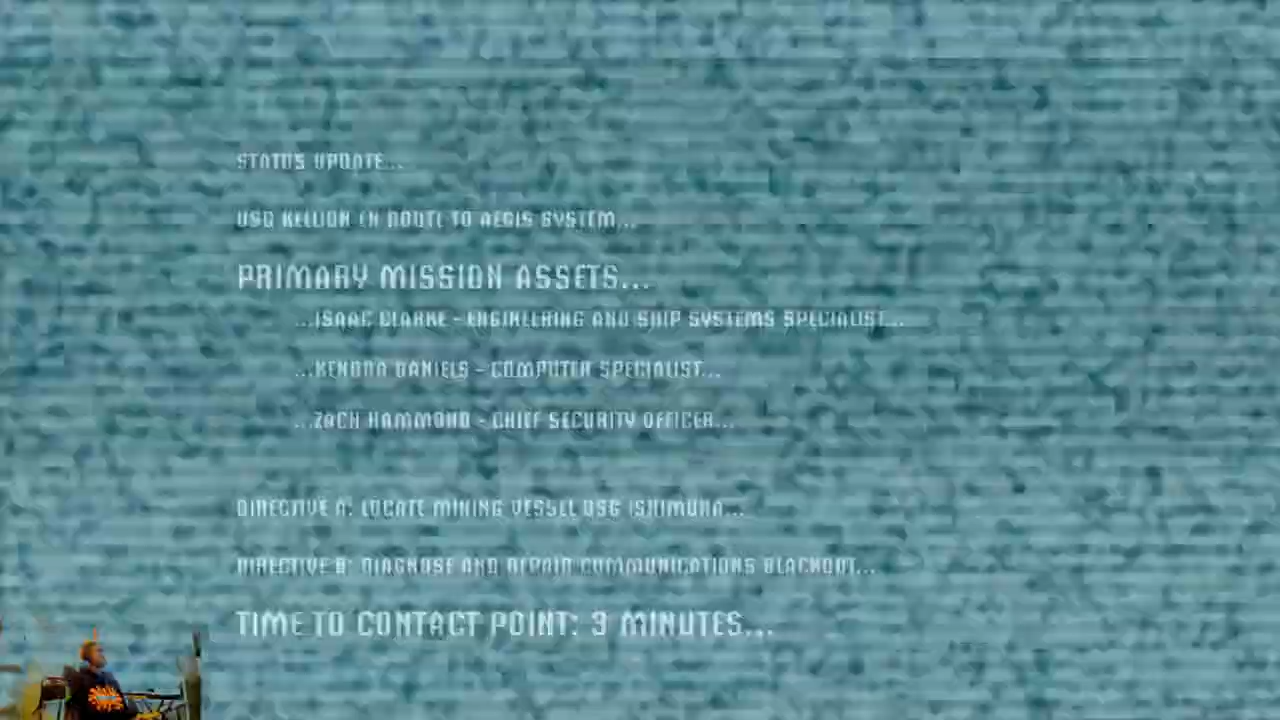 STATUS UPDATE...
USG KELLION EN ROUTE TO AEGIS SYSTEM...
PRIMARY MISSION ASSETS...
...ISAAC CLARKE - ENGINEERING AND SHIP SYSTEMS SPECIALIST...
...KENDRA DANIELS - COMPUTER SPECIALIST...
...ZACH HAMMOND - CHIEF SECURITY OFFICER...
DIRECTIVE A: LOCATE MINING VESSEL USG ISHIMURA...
DIRECTIVE B: DIAGNOSE AND REPAIR COMMUNICATIONS BLACKOUT...
TIME TO CONTACT POINT: 3 MINUTES...